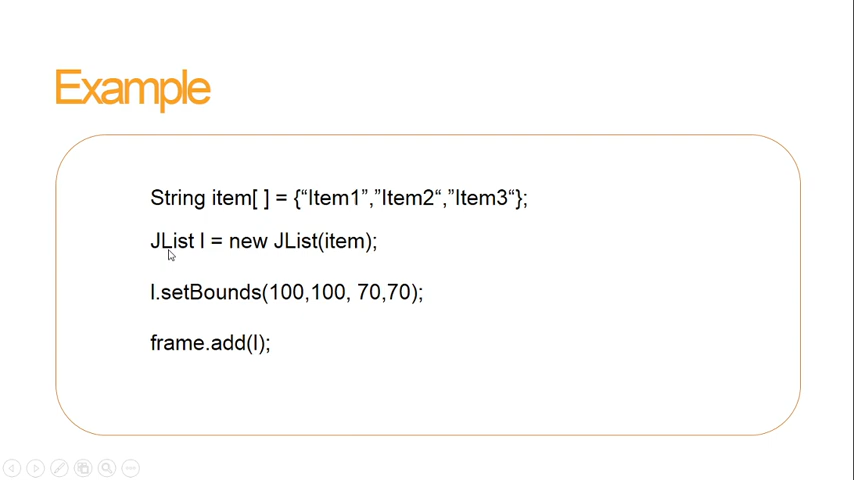 Example
String item[ ] = {“Item1”,”Item2“,”Item3“};
JList l = new JList(item);
l.setBounds(100,100, 70,70);
frame.add(l);